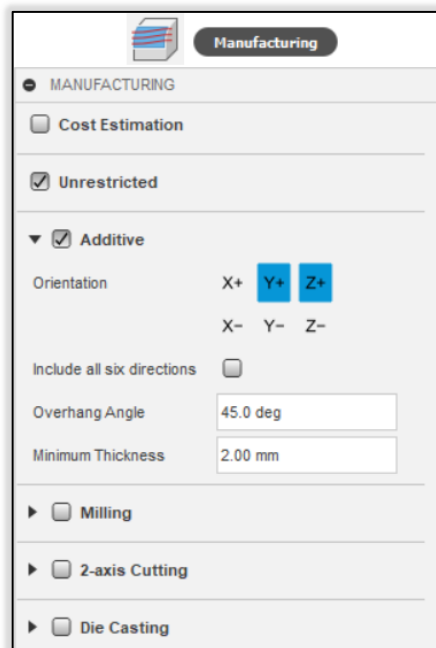 Manufacturing
MANUFACTURING
Cost Estimation
Unrestricted
Additive
Orientation X+ Y+ Z+
X- Y- Z-
Include all six directions
Overhang Angle 45.0 deg
Minimum Thickness 2.00 mm
Milling
2-axis Cutting
Die Casting